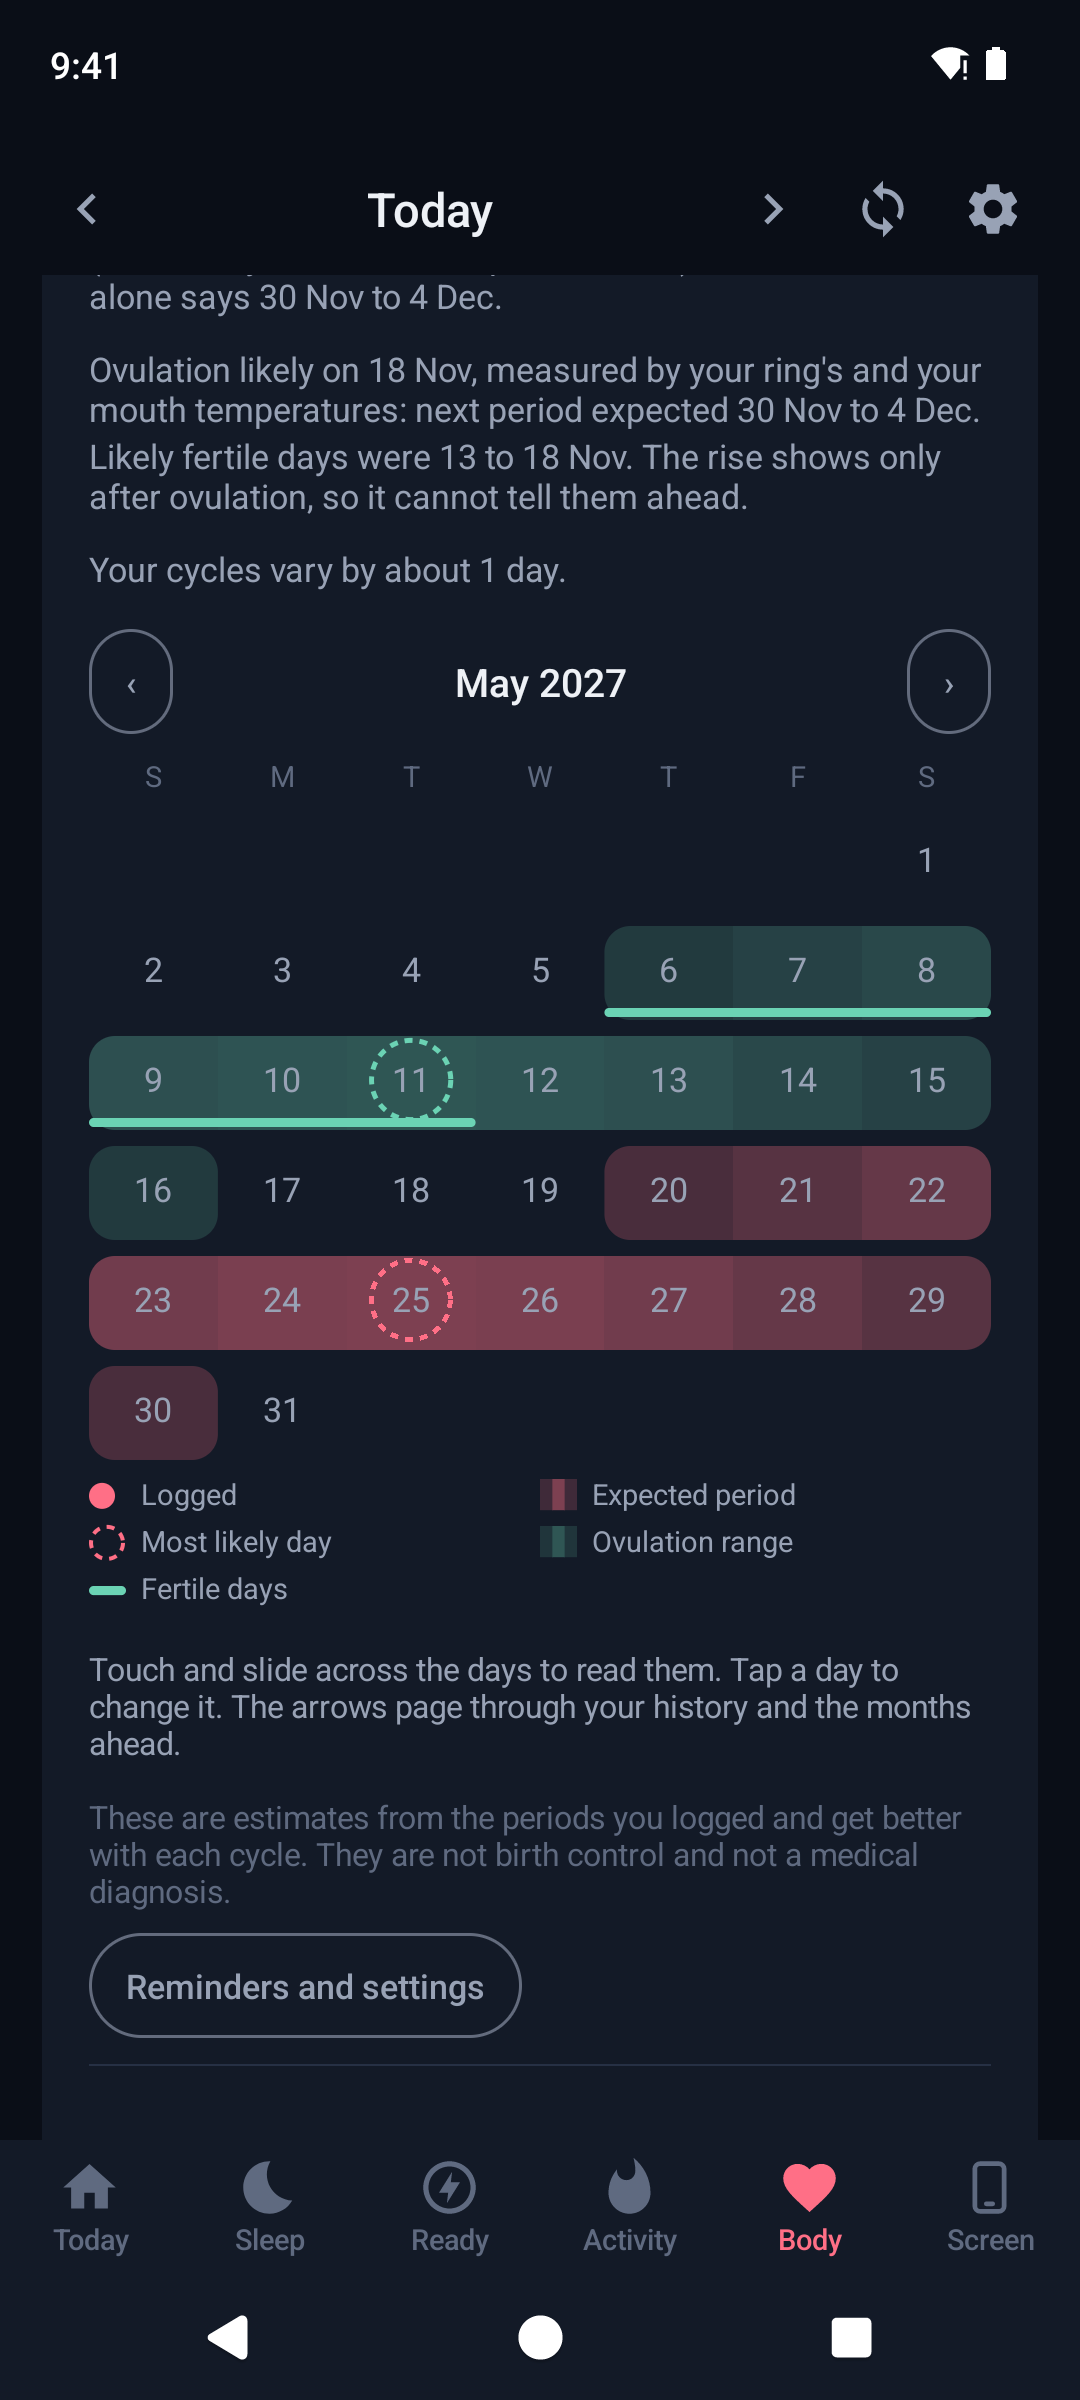 9:41
Today
alone says 30 Nov to 4 Dec.
Ovulation likely on 18 Nov, measured by your ring's and your
mouth temperatures: next period expected 30 Nov to 4 Dec.
Likely fertile days were 13 to 18 Nov. The rise shows only
after ovulation, so it cannot tell them ahead.
Your cycles vary by about 1 day.
‹ May 2027 ›
S M T W T F S
1
2 3 4 5 6 7 8
9 10 11 12 13 14 15
16 17 18 19 20 21 22
23 24 25 26 27 28 29
30 31
Logged Expected period
Most likely day Ovulation range
Fertile days
Touch and slide across the days to read them. Tap a day to
change it. The arrows page through your history and the months
ahead.
These are estimates from the periods you logged and get better
with each cycle. They are not birth control and not a medical
diagnosis.
Reminders and settings
Today Sleep Ready Activity Body Screen